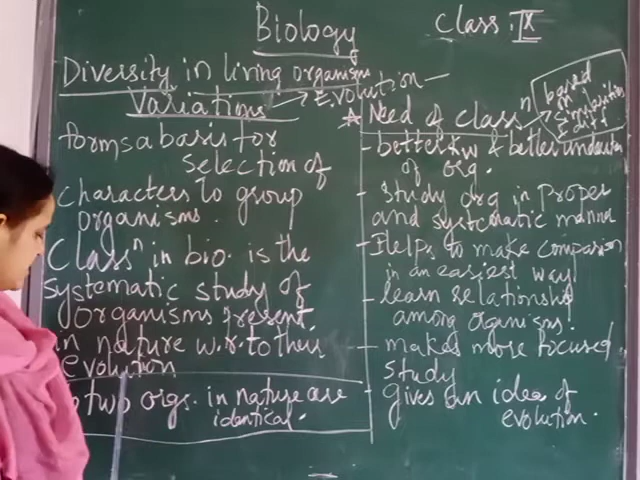 Biology
Class. IX
Diversity in living organisms
Variations → Evolution —
forms a basis for
selection of
characters to group
organisms.
Classⁿ in bio. is the
systematic study of
organisms present
in nature w.r.to their
evolution
two orgs. in nature are
identical.
Need of classⁿ → based
on
similarities
- better & better
of org.
- Study org in Proper
and systematic manner
- Helps to make comparison
in an easiest way
- learn relationship
among oganisms.
- makes more focused
study
- gives an idea of
evolution.